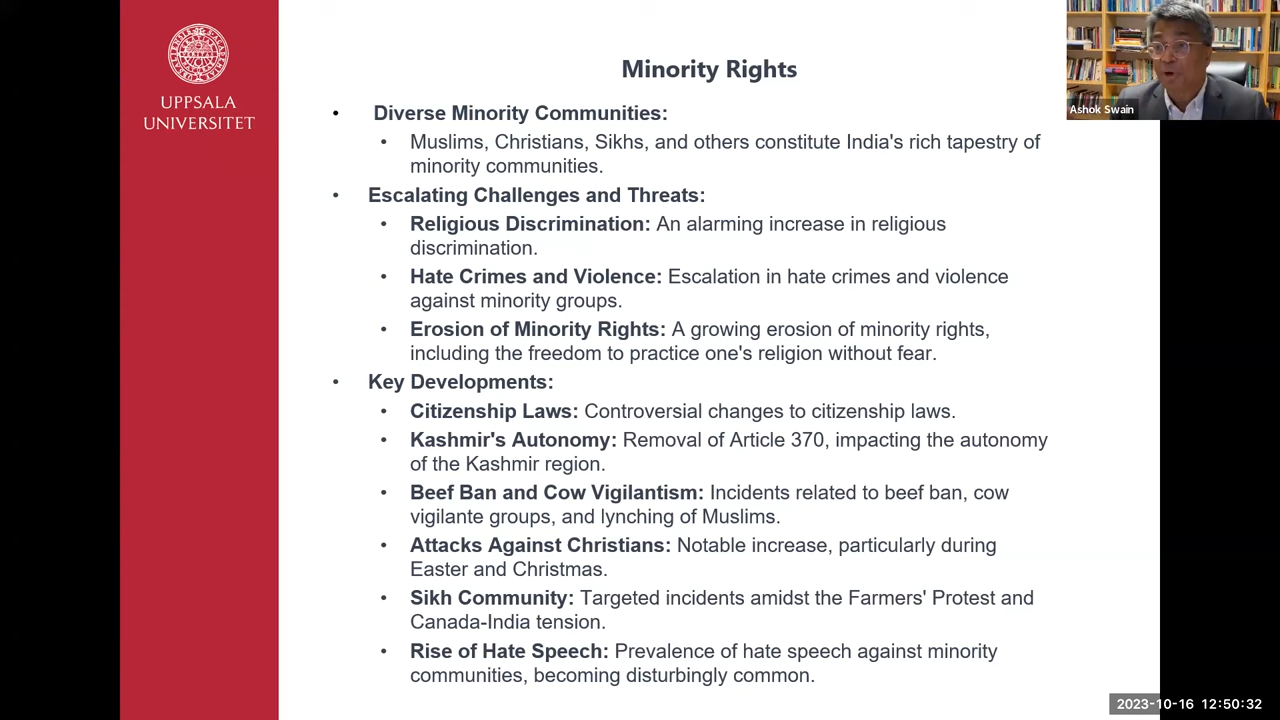 UPPSALA
UNIVERSITET
Minority Rights
Ashok Swain
• Diverse Minority Communities:
• Muslims, Christians, Sikhs, and others constitute India's rich tapestry of
minority communities.
• Escalating Challenges and Threats:
• Religious Discrimination: An alarming increase in religious
discrimination.
• Hate Crimes and Violence: Escalation in hate crimes and violence
against minority groups.
• Erosion of Minority Rights: A growing erosion of minority rights,
including the freedom to practice one's religion without fear.
• Key Developments:
• Citizenship Laws: Controversial changes to citizenship laws.
• Kashmir's Autonomy: Removal of Article 370, impacting the autonomy
of the Kashmir region.
• Beef Ban and Cow Vigilantism: Incidents related to beef ban, cow
vigilante groups, and lynching of Muslims.
• Attacks Against Christians: Notable increase, particularly during
Easter and Christmas.
• Sikh Community: Targeted incidents amidst the Farmers' Protest and
Canada-India tension.
• Rise of Hate Speech: Prevalence of hate speech against minority
communities, becoming disturbingly common.
2023-10-16 12:50:32